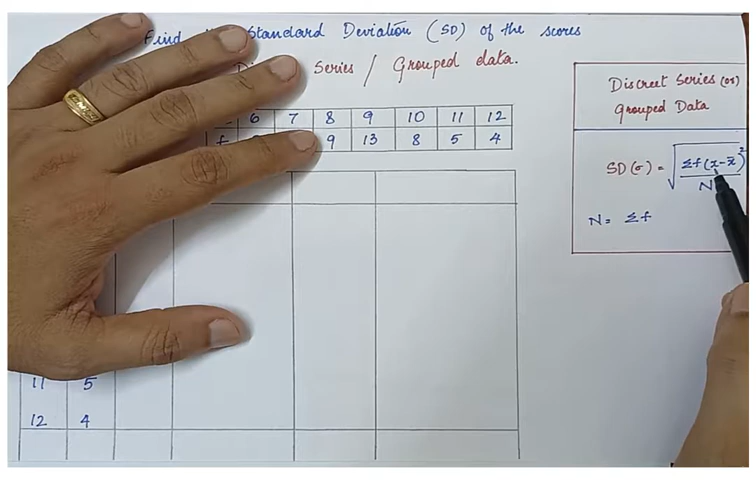 Find Standard Deviation (SD) of the scores
Series / Grouped data.
6 7 8 9 10 11 12
9 13 8 5 4
11 5
12 4
Discreet Series (or)
Grouped Data
SD (σ) = √ Σf(x-x̄)²
N
N = Σf